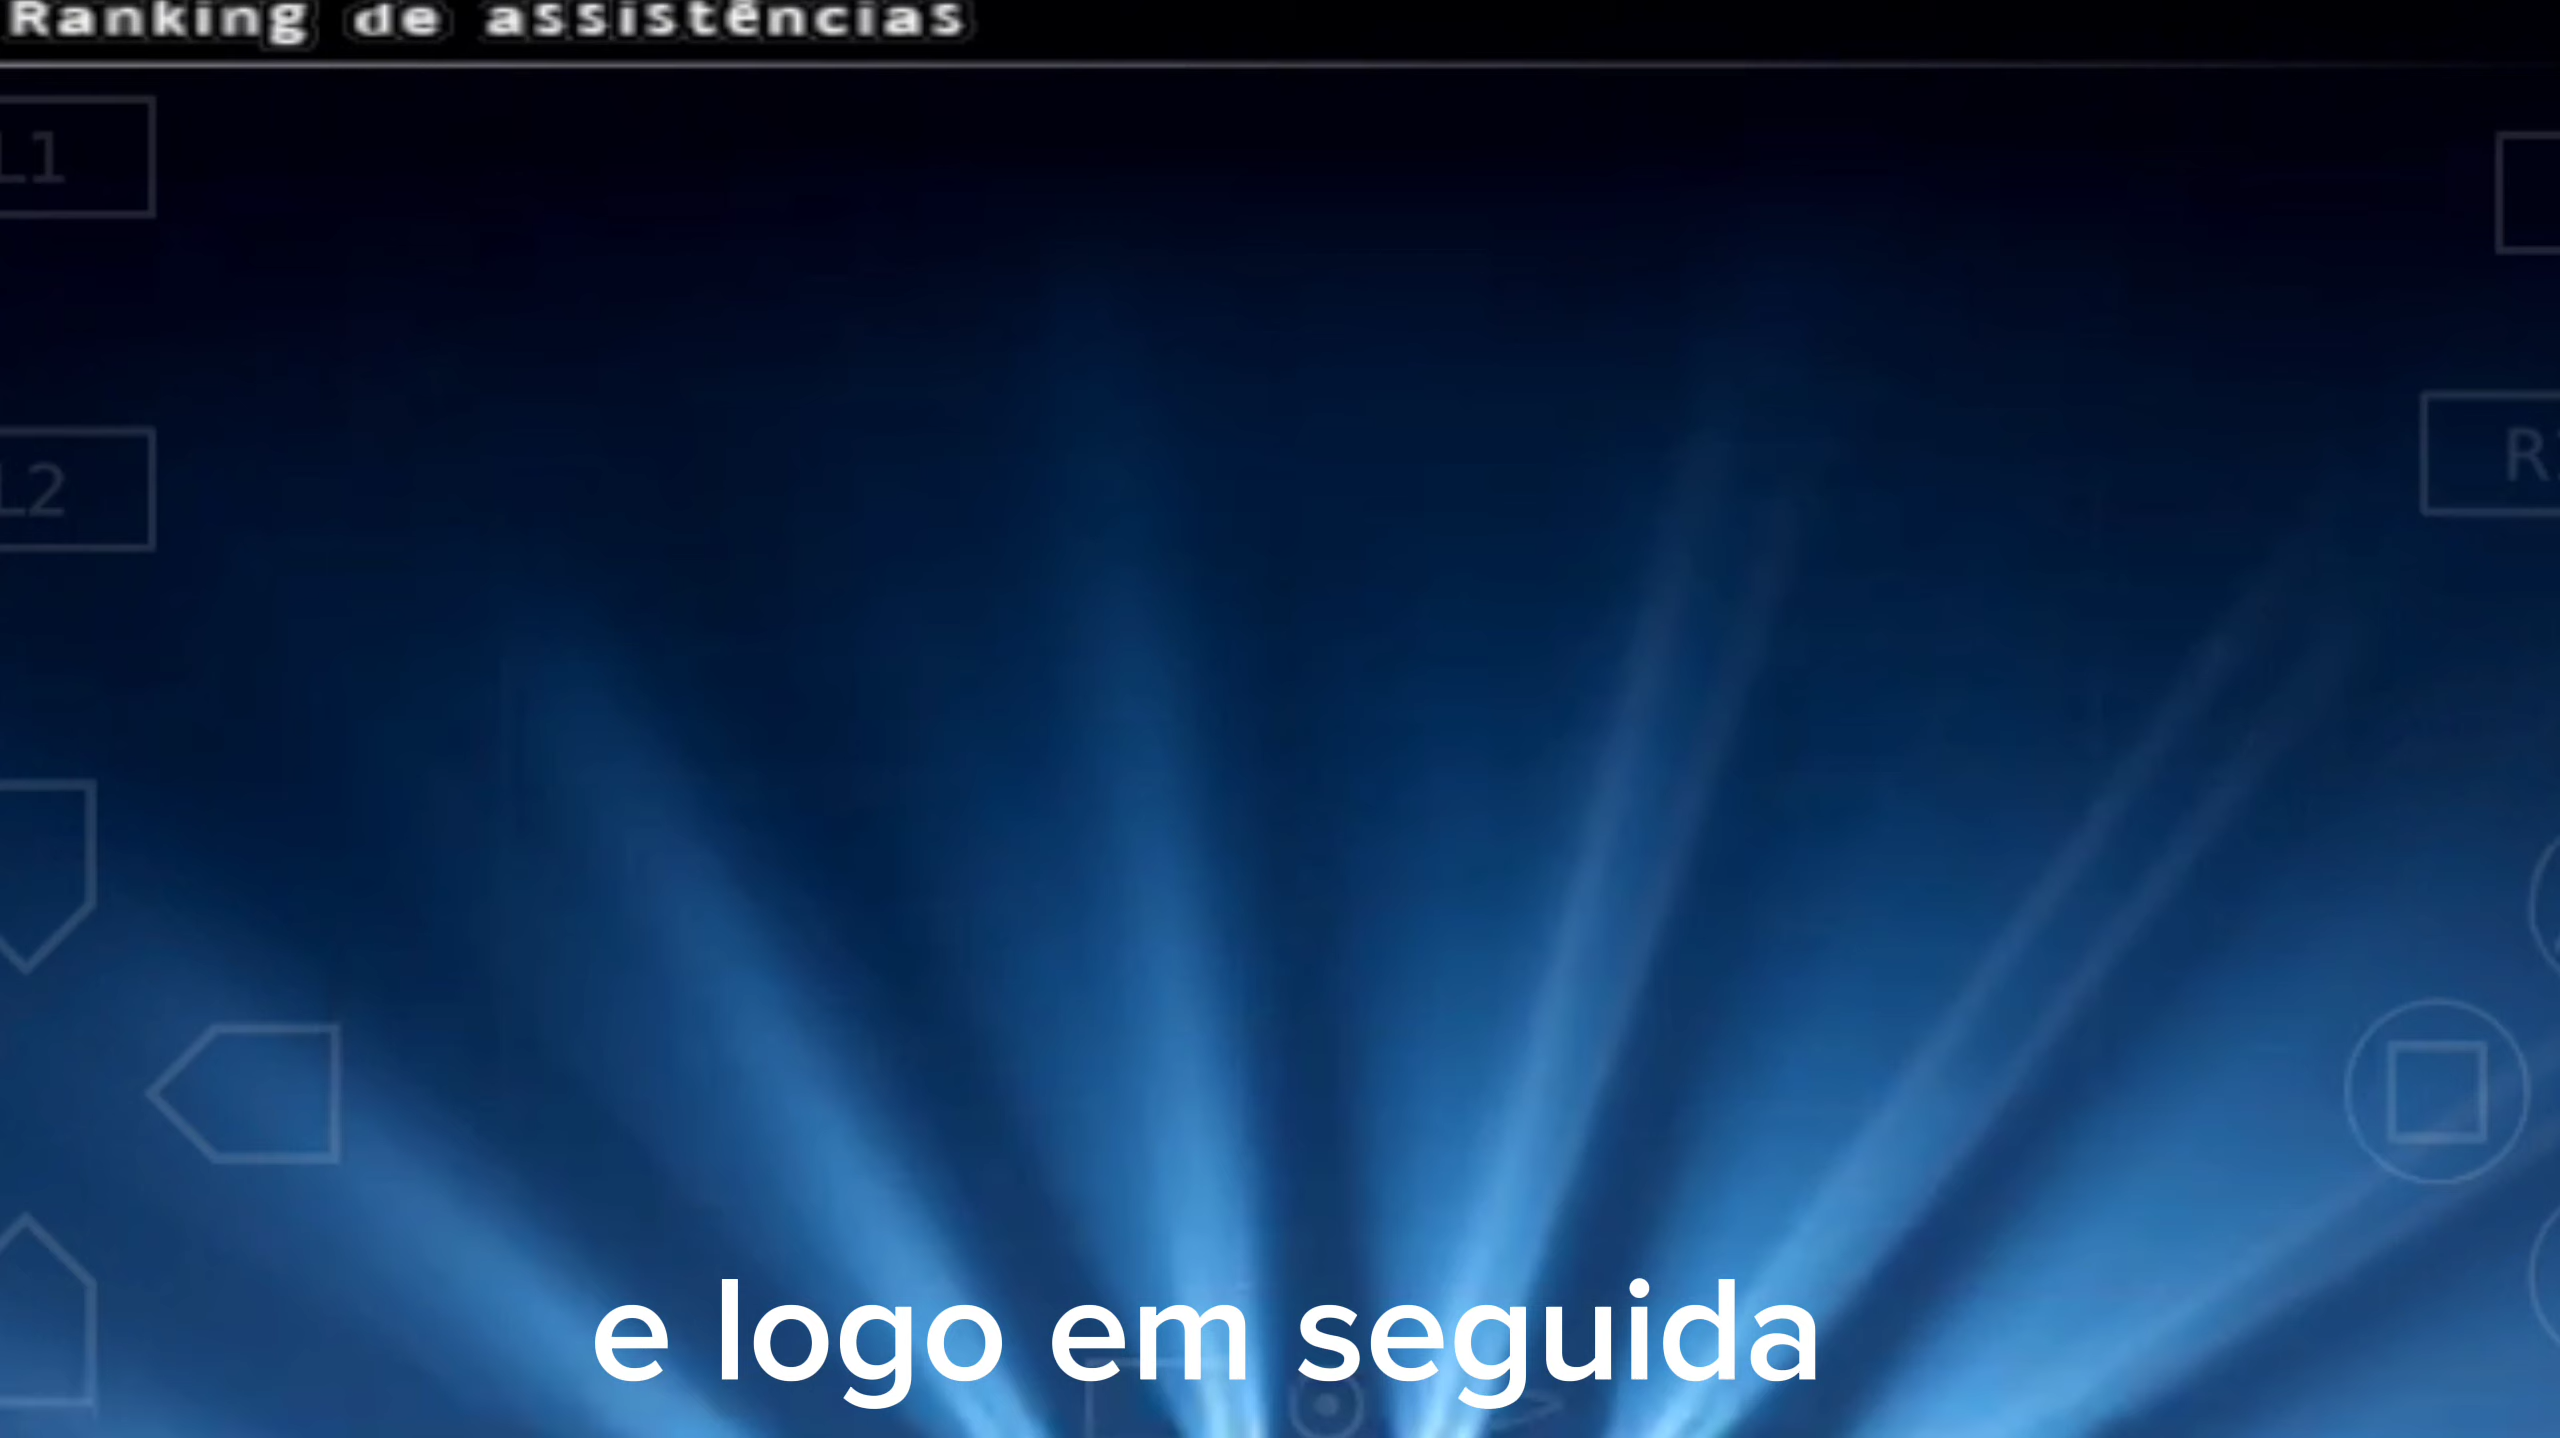 Ranking de assistências
L1
L2
R
e logo em seguida